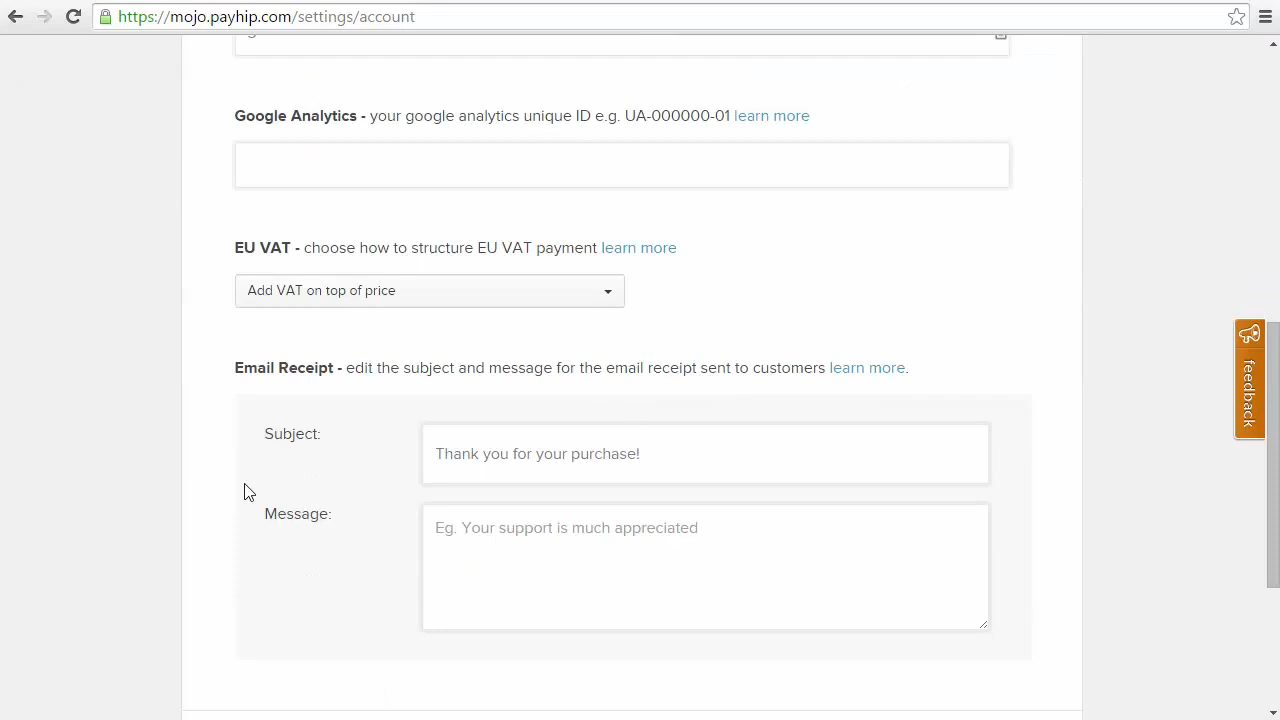 https://mojo.payhip.com/settings/account
Google Analytics - your google analytics unique ID e.g. UA-000000-01 learn more
EU VAT - choose how to structure EU VAT payment learn more
Add VAT on top of price
Email Receipt - edit the subject and message for the email receipt sent to customers learn more.
Subject:
Thank you for your purchase!
Message:
Eg. Your support is much appreciated
feedback